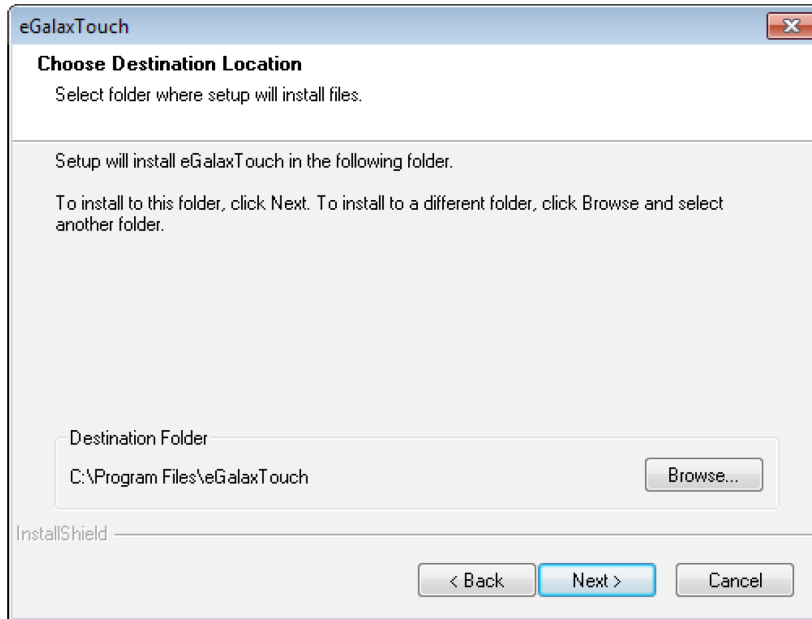 eGalaxTouch
Choose Destination Location
Select folder where setup will install files.
Setup will install eGalaxTouch in the following folder.
To install to this folder, click Next. To install to a different folder, click Browse and select
another folder.
Destination Folder
C:\Program Files\eGalaxTouch
Browse...
InstallShield
< Back
Next >
Cancel